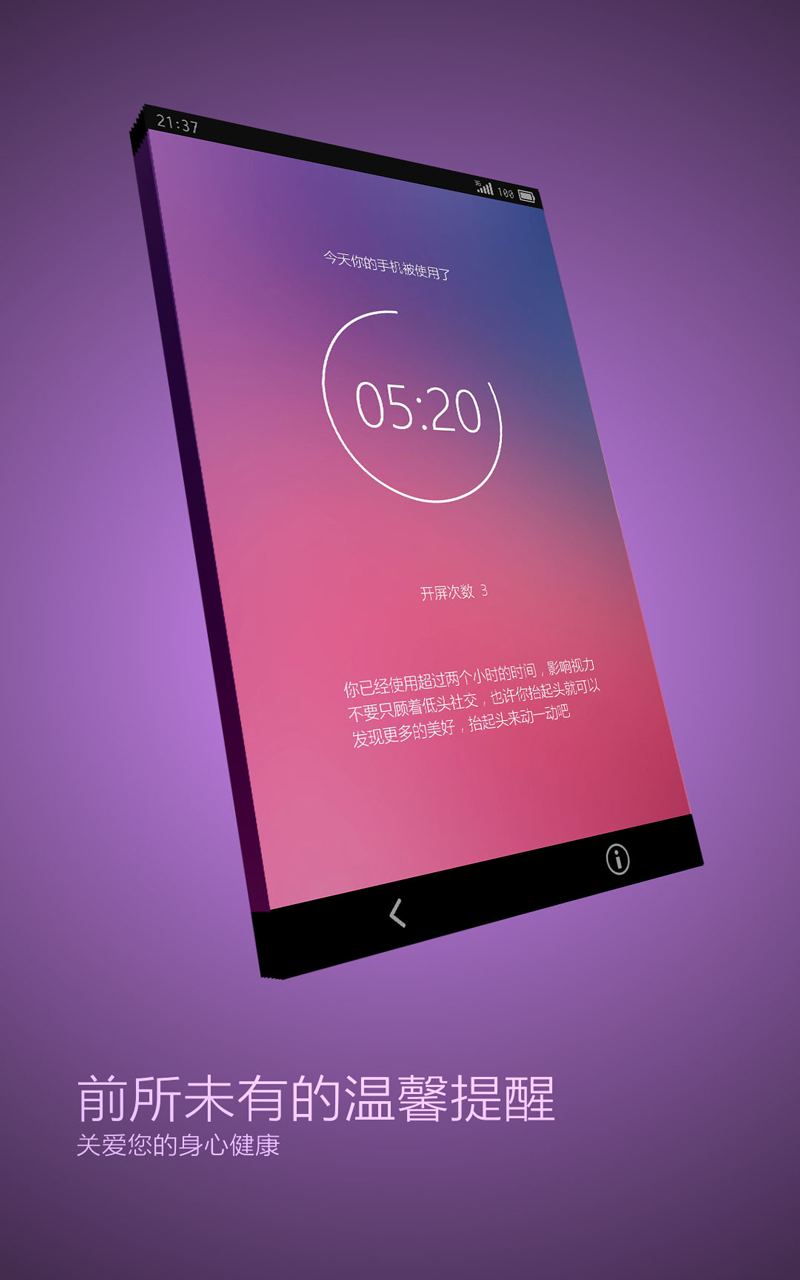 21:37
3G 100
今天你的手机被使用了
05:20
开屏次数 3
你已经使用超过两个小时的时间，影响视力
不要只顾着低头社交，也许你抬起头就可以
发现更多的美好，抬起头来动一动吧
前所未有的温馨提醒
关爱您的身心健康